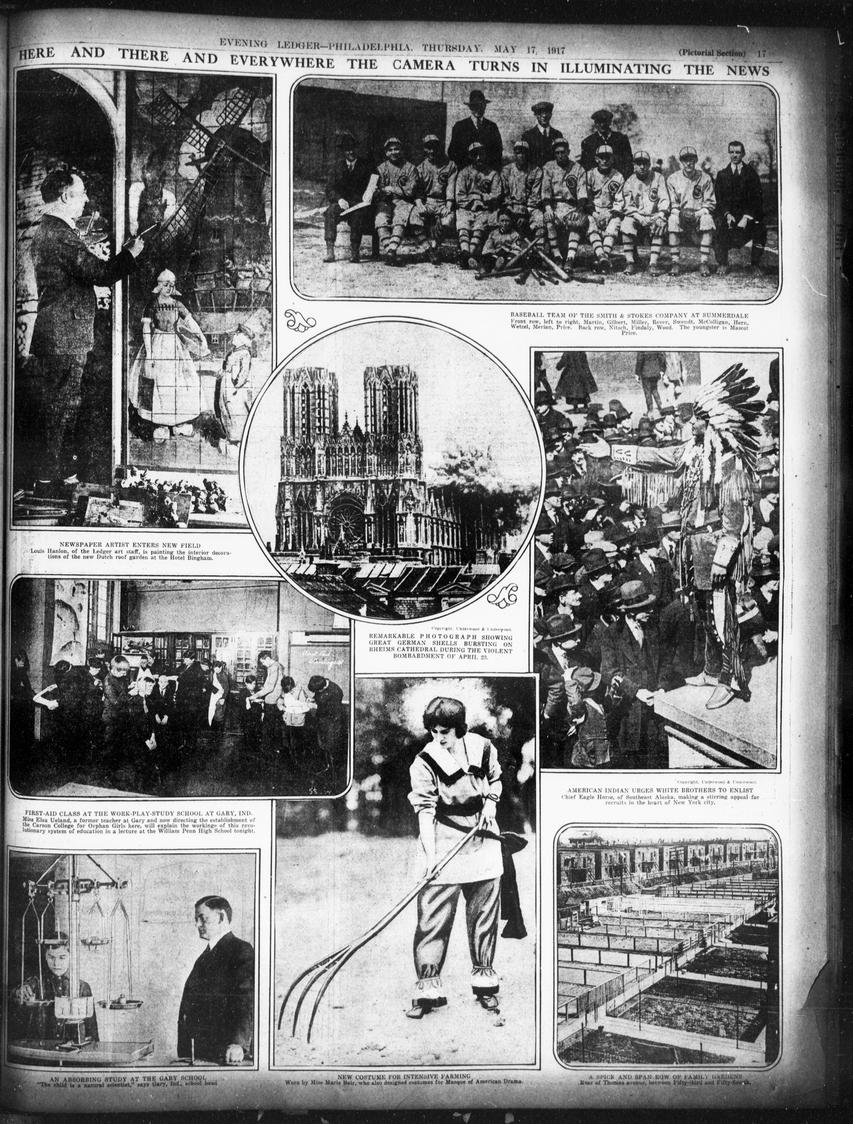 EVENING LEDGER—PHILADELPHIA, THURSDAY, MAY 17, 1917
(Pictorial Section) 17
HERE AND THERE AND EVERYWHERE THE CAMERA TURNS IN ILLUMINATING THE NEWS
BASEBALL TEAM OF THE SMITH & STOKES COMPANY AT SUMMERDALE
Front row, left to right, Martin, Gilbert, Miller, Rover, Swendt, McColligan, Hern,
Wetzel, Merian, Price. Back row, Nitsch, Findaly, Wood. The youngster is Mascot
Price.
NEWSPAPER ARTIST ENTERS NEW FIELD
Louis Hanlon, of the Ledger art staff, is painting the interior decora-
tions of the new Dutch roof garden at the Hotel Bingham.
Copyright, Underwood & Underwood.
REMARKABLE PHOTOGRAPH SHOWING
GREAT GERMAN SHELLS BURSTING ON
RHEIMS CATHEDRAL DURING THE VIOLENT
BOMBARDMENT OF APRIL 23.
Copyright, Underwood & Underwood.
AMERICAN INDIAN URGES WHITE BROTHERS TO ENLIST
Chief Eagle Horse, of Southeast Alaska, making a stirring appeal for
recruits in the heart of New York city.
FIRST-AID CLASS AT THE WORK-PLAY-STUDY SCHOOL AT GARY, IND.
Miss Elsa Ueland, a former teacher at Gary and now directing the establishment of
the Carson College for Orphan Girls here, will explain the workings of this revo-
lutionary system of education in a lecture at the William Penn High School tonight.
AN ABSORBING STUDY AT THE GARY SCHOOL
"The child is a natural scientist," says Gary, Ind., school head
NEW COSTUME FOR INTENSIVE FARMING
Worn by Miss Marie Beir, who also designed costumes for Masque of American Drama.
A SPICK AND SPAN ROW OF FAMILY GARDENS
Rear of Thomas avenue, between Fifty-third and Fifty-fourth.